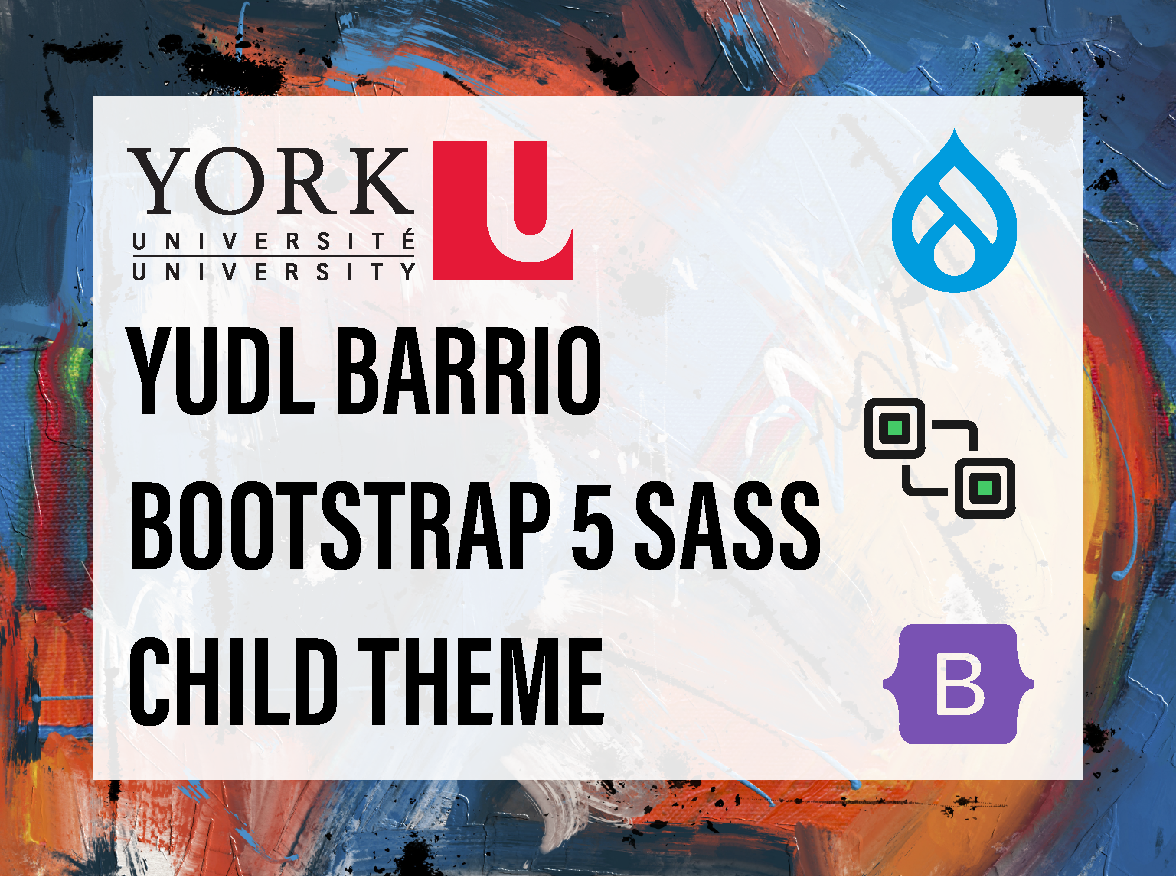 YORK
UNIVERSITÉ
UNIVERSITY
U
YUDL BARRIO
BOOTSTRAP 5 SASS
CHILD THEME
B